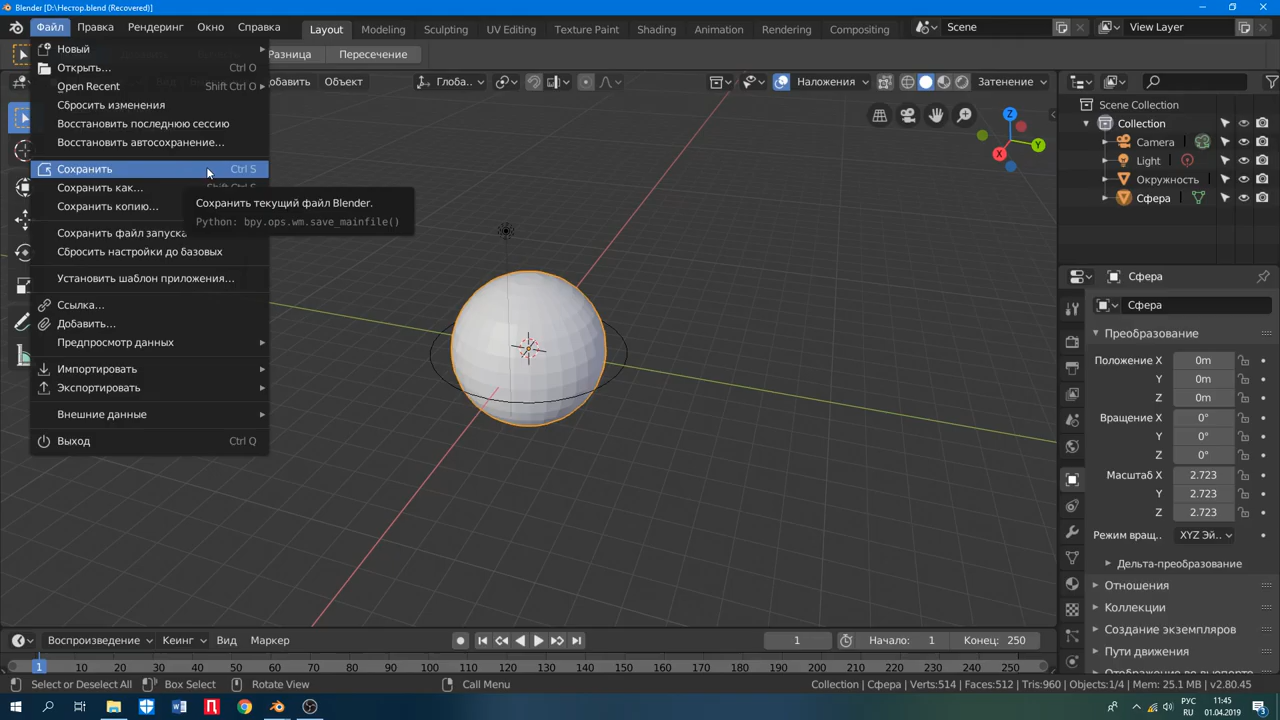 Blender [D:\Нестор.blend (Recovered)]
Файл Правка Рендеринг Окно Справка Layout Modeling Sculpting UV Editing Texture Paint Shading Animation Rendering Compositing Scene View Layer
Новый
Разница Пересечение
Открыть... Ctrl O
Open Recent Shift Ctrl O
Сбросить изменения
Восстановить последнюю сессию
Восстановить автосохранение...
Сохранить Ctrl S
Сохранить как...
Сохранить копию...
Сохранить файл запуска
Сбросить настройки до базовых
Установить шаблон приложения...
Ссылка...
Добавить...
Предпросмотр данных
Импортировать
Экспортировать
Внешние данные
Выход Ctrl Q
Сохранить текущий файл Blender.
Python: bpy.ops.wm.save_mainfile()
Объект Глоба.. Наложения Затенение
X
Y
Z
Scene Collection
Collection
Camera
Light
Окружность
Сфера
Сфера
Сфера
Преобразование
Положение X 0m
Y 0m
Z 0m
Вращение X 0°
Y 0°
Z 0°
Масштаб X 2.723
Y 2.723
Z 2.723
Режим вращ.. XYZ Эй..
Дельта-преобразование
Отношения
Коллекции
Создание экземпляров
Пути движения
Воспроизведение Кеинг Вид Маркер 1 Начало: 1 Конец: 250
1 10 20 30 40 50 60 70 80 90 100 110 120 130 140 150 160 170 180 190 200 210 220 230 240 250
Select or Deselect All Box Select Rotate View Call Menu Collection | Сфера | Verts:514 | Faces:512 | Tris:960 | Objects:1/4 | Mem: 25.1 MB | v2.80.45
РУС
RU
11:45
01.04.2019
3